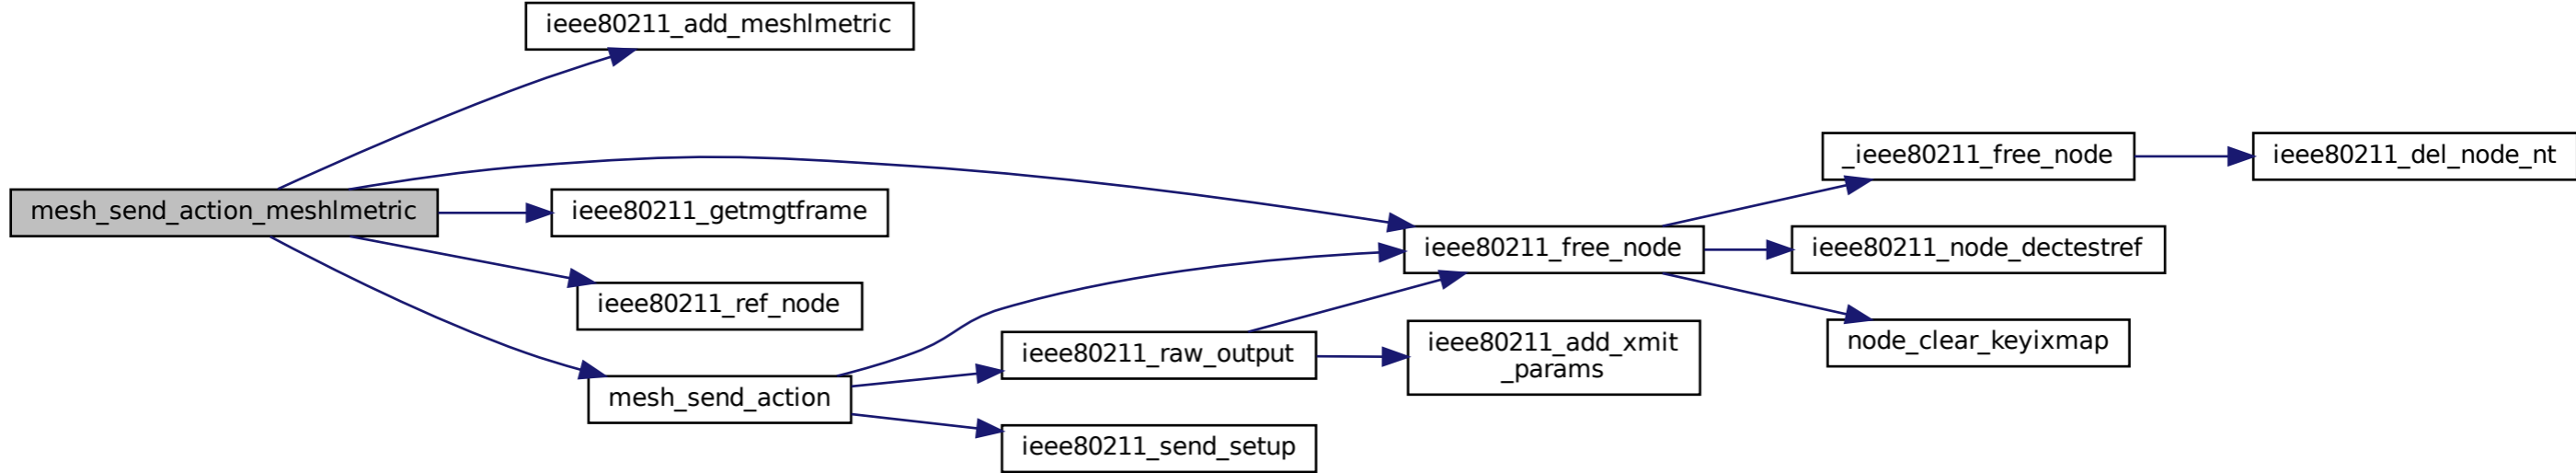 ieee80211_add_meshlmetric
_ieee80211_free_node
ieee80211_del_node_nt
mesh_send_action_meshlmetric
ieee80211_getmgtframe
ieee80211_free_node
ieee80211_node_dectestref
ieee80211_ref_node
ieee80211_raw_output
ieee80211_add_xmit
_params
node_clear_keyixmap
mesh_send_action
ieee80211_send_setup